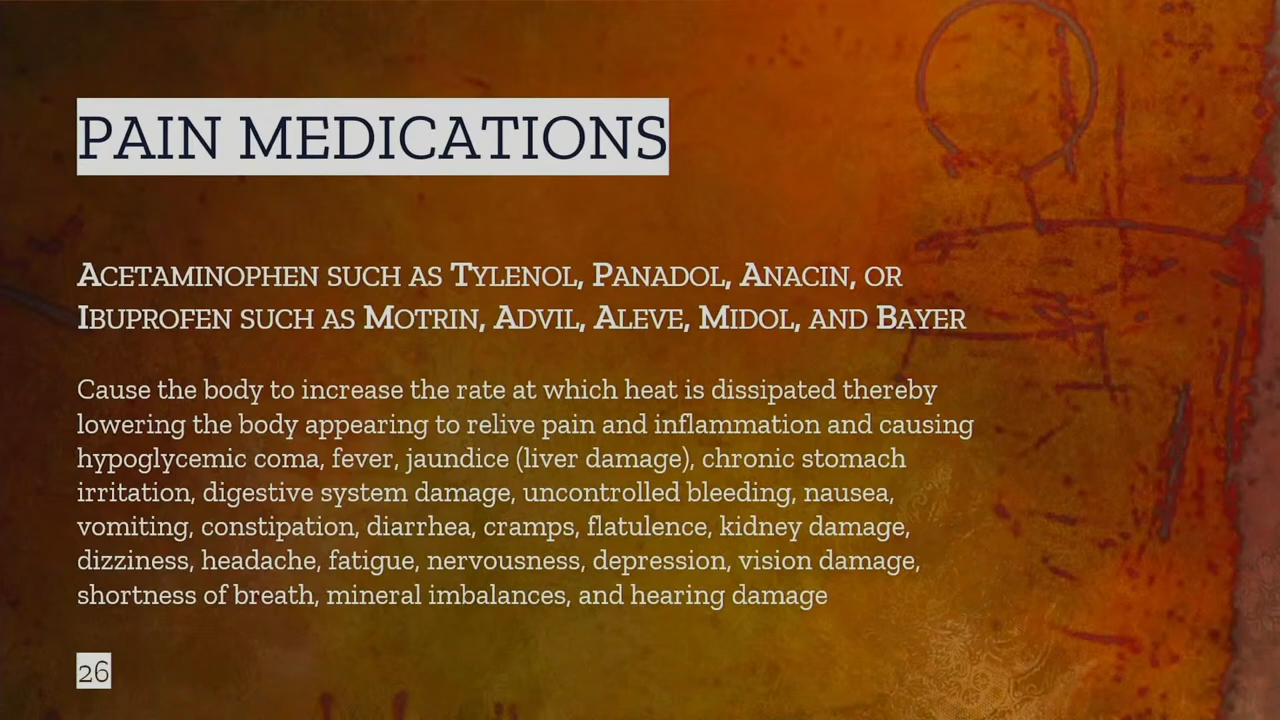 PAIN MEDICATIONS
ACETAMINOPHEN SUCH AS TYLENOL, PANADOL, ANACIN, OR
IBUPROFEN SUCH AS MOTRIN, ADVIL, ALEVE, MIDOL, AND BAYER
Cause the body to increase the rate at which heat is dissipated thereby
lowering the body appearing to relive pain and inflammation and causing
hypoglycemic coma, fever, jaundice (liver damage), chronic stomach
irritation, digestive system damage, uncontrolled bleeding, nausea,
vomiting, constipation, diarrhea, cramps, flatulence, kidney damage,
dizziness, headache, fatigue, nervousness, depression, vision damage,
shortness of breath, mineral imbalances, and hearing damage
26